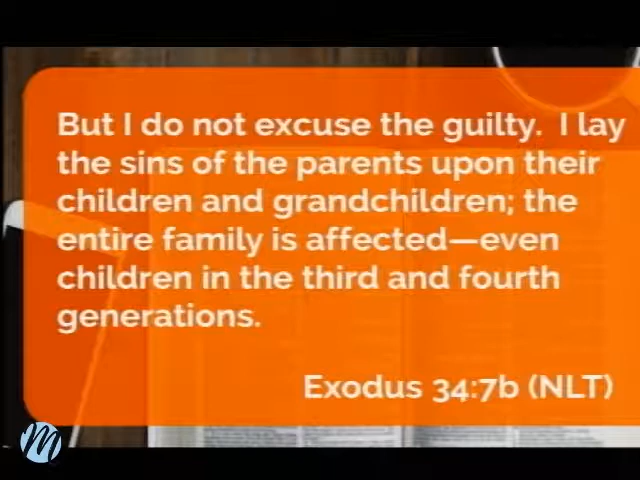 But I do not excuse the guilty.  I lay
the sins of the parents upon their
children and grandchildren; the
entire family is affected—even
children in the third and fourth
generations.
Exodus 34:7b (NLT)
M